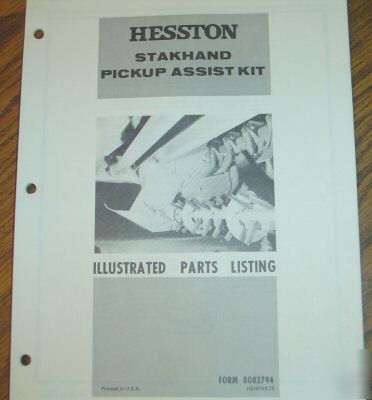 HESSTON
STAKHAND
PICKUP ASSIST KIT
ILLUSTRATED PARTS LISTING
FORM 8082794
Printed in U.S.A.